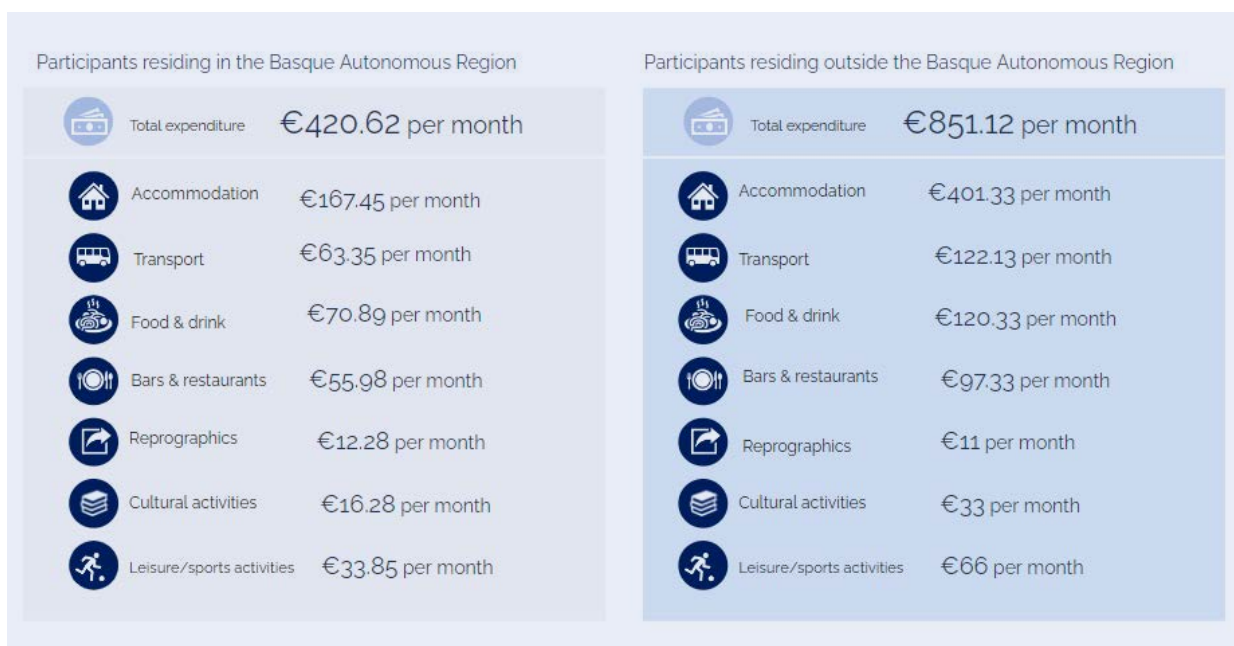 Participants residing in the Basque Autonomous Region
Total expenditure €420.62 per month
Accommodation €167.45 per month
Transport €63.35 per month
Food & drink €70.89 per month
Bars & restaurants €55.98 per month
Reprographics €12.28 per month
Cultural activities €16.28 per month
Leisure/sports activities €33.85 per month
Participants residing outside the Basque Autonomous Region
Total expenditure €851.12 per month
Accommodation €401.33 per month
Transport €122.13 per month
Food & drink €120.33 per month
Bars & restaurants €97.33 per month
Reprographics €11 per month
Cultural activities €33 per month
Leisure/sports activities €66 per month